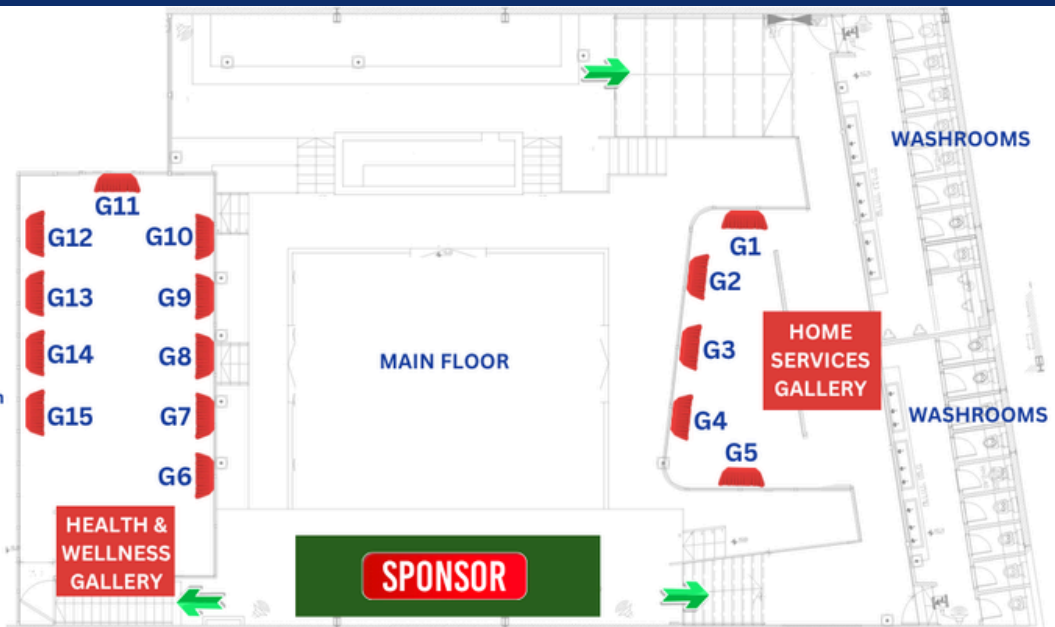 WASHROOMS
G11
G12
G10
G1
G2
G13
G9
HOME
SERVICES
GALLERY
G14
G8
MAIN FLOOR
G3
G15
G7
G4
WASHROOMS
G5
G6
HEALTH &
WELLNESS
GALLERY
SPONSOR